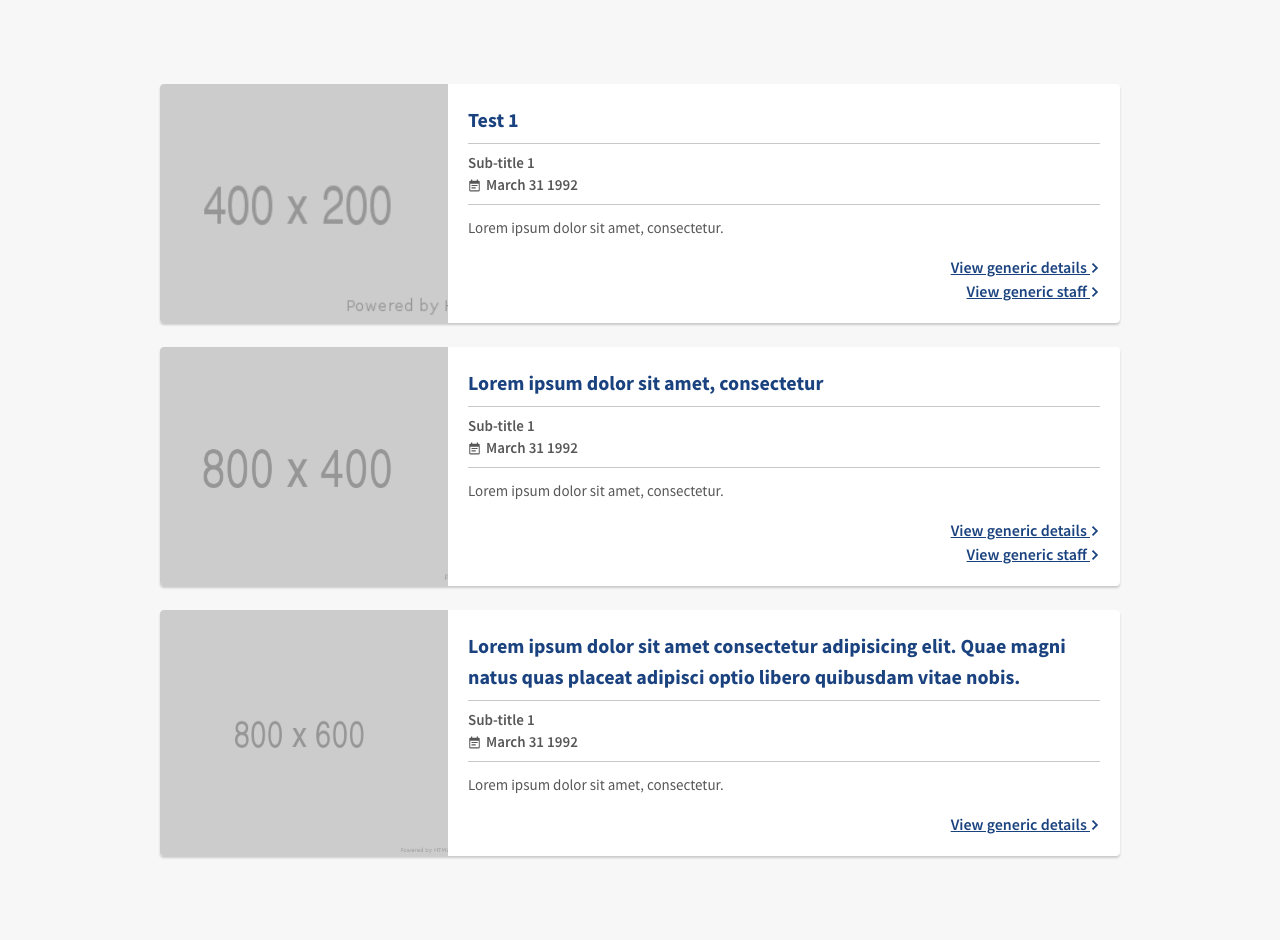 400 x 200
Powered by
Test 1
Sub-title 1
March 31 1992
Lorem ipsum dolor sit amet, consectetur.
View generic details
View generic staff
800 x 400
Lorem ipsum dolor sit amet, consectetur
Sub-title 1
March 31 1992
Lorem ipsum dolor sit amet, consectetur.
View generic details
View generic staff
800 x 600
Powered by HTM
Lorem ipsum dolor sit amet consectetur adipisicing elit. Quae magni
natus quas placeat adipisci optio libero quibusdam vitae nobis.
Sub-title 1
March 31 1992
Lorem ipsum dolor sit amet, consectetur.
View generic details